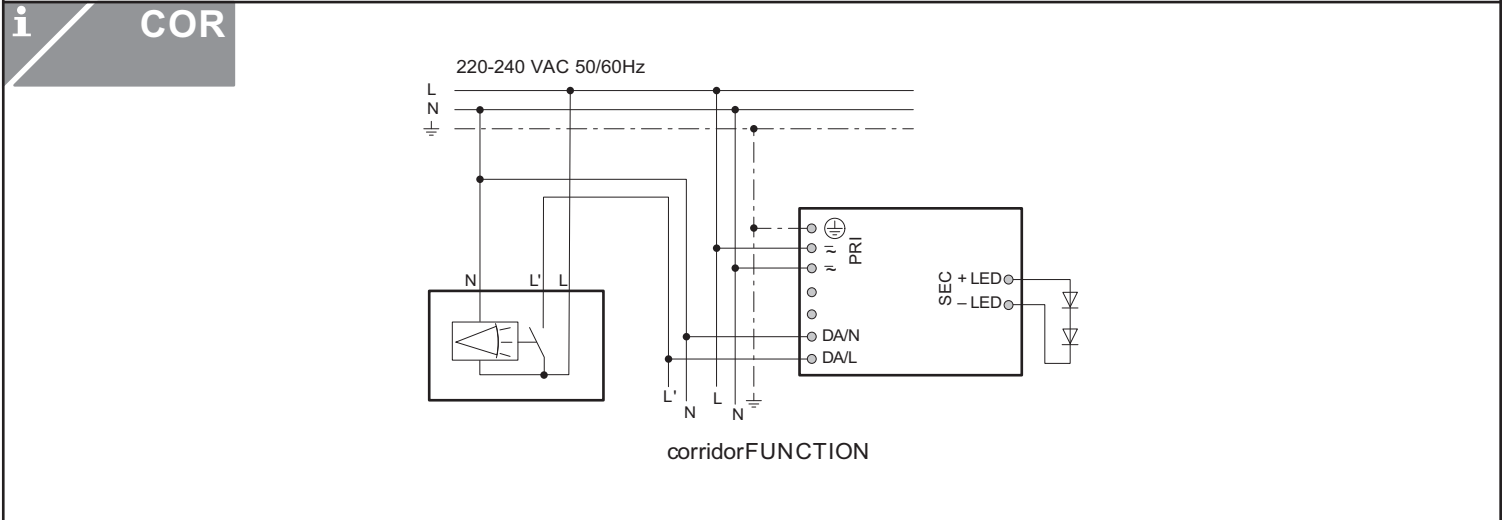 i COR
220-240 VAC 50/60Hz
L
N
N L' L
PRI
SEC
+ LED
– LED
DA/N
DA/L
L' N L N
corridorFUNCTION